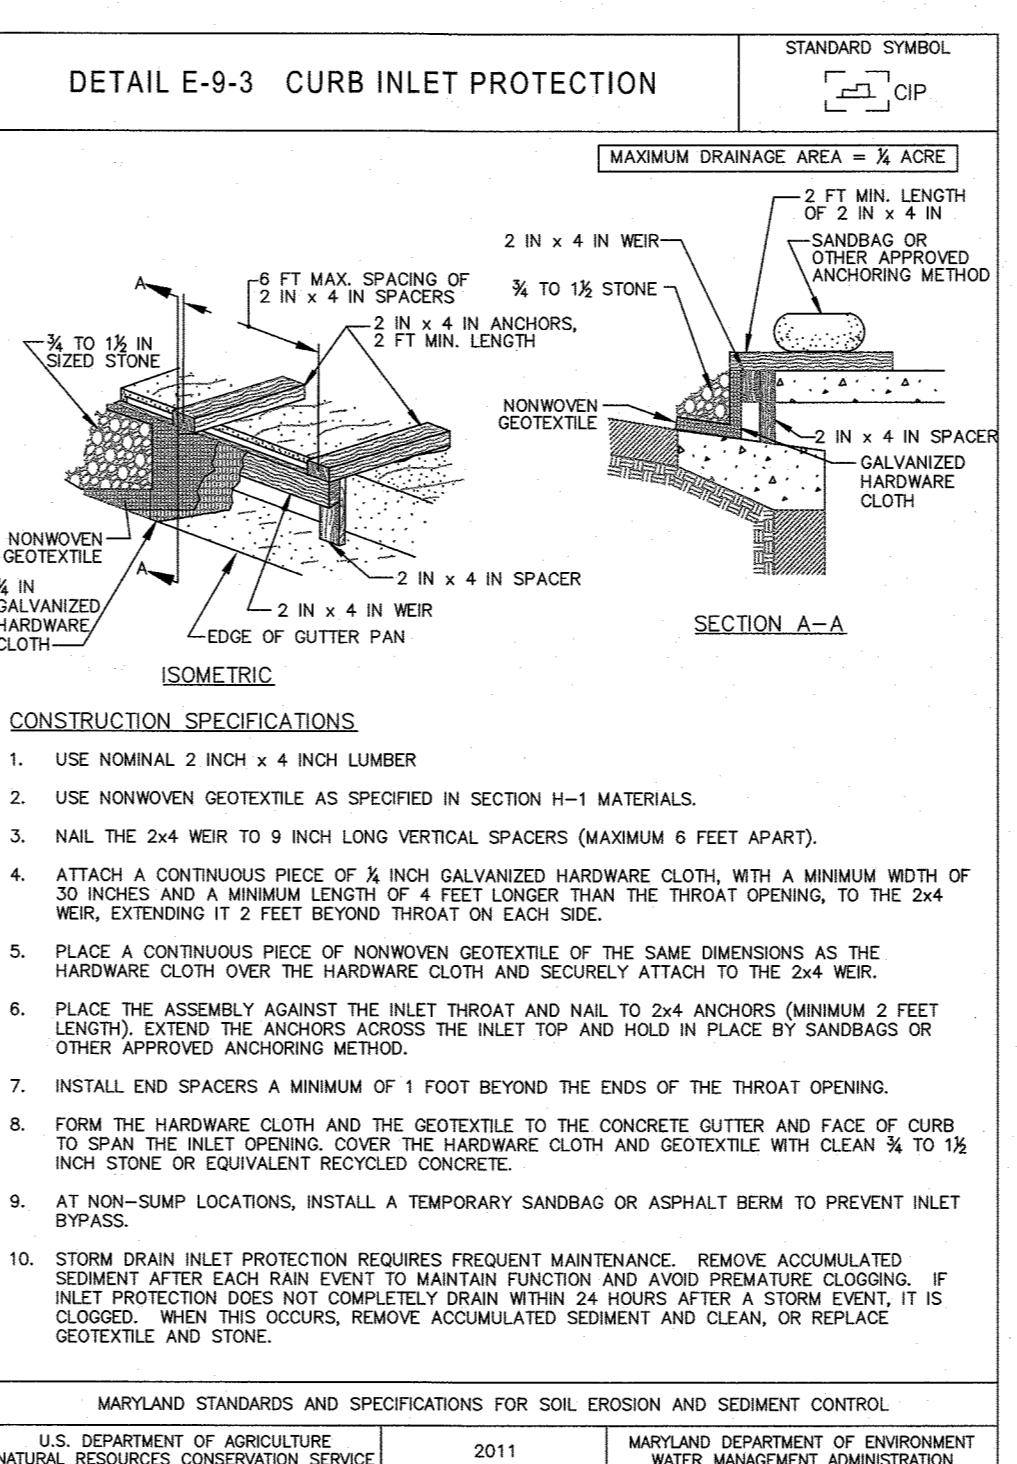 DETAIL E-9-3 CURB INLET PROTECTION
STANDARD SYMBOL
CIP
MAXIMUM DRAINAGE AREA = ¼ ACRE
6 FT MAX. SPACING OF
2 IN x 4 IN SPACERS
2 IN x 4 IN ANCHORS,
2 FT MIN. LENGTH
A
¾ TO 1½ IN
SIZED STONE
NONWOVEN
GEOTEXTILE
A
¼ IN
GALVANIZED
HARDWARE
CLOTH
2 IN x 4 IN SPACER
2 IN x 4 IN WEIR
EDGE OF GUTTER PAN
ISOMETRIC
2 FT MIN. LENGTH
OF 2 IN x 4 IN
2 IN x 4 IN WEIR
SANDBAG OR
OTHER APPROVED
ANCHORING METHOD
¾ TO 1½ STONE
NONWOVEN
GEOTEXTILE
2 IN x 4 IN SPACER
GALVANIZED
HARDWARE
CLOTH
SECTION A-A
CONSTRUCTION SPECIFICATIONS
1. USE NOMINAL 2 INCH x 4 INCH LUMBER
2. USE NONWOVEN GEOTEXTILE AS SPECIFIED IN SECTION H-1 MATERIALS.
3. NAIL THE 2x4 WEIR TO 9 INCH LONG VERTICAL SPACERS (MAXIMUM 6 FEET APART).
4. ATTACH A CONTINUOUS PIECE OF ¼ INCH GALVANIZED HARDWARE CLOTH, WITH A MINIMUM WIDTH OF
30 INCHES AND A MINIMUM LENGTH OF 4 FEET LONGER THAN THE THROAT OPENING, TO THE 2x4
WEIR, EXTENDING IT 2 FEET BEYOND THROAT ON EACH SIDE.
5. PLACE A CONTINUOUS PIECE OF NONWOVEN GEOTEXTILE OF THE SAME DIMENSIONS AS THE
HARDWARE CLOTH OVER THE HARDWARE CLOTH AND SECURELY ATTACH TO THE 2x4 WEIR.
6. PLACE THE ASSEMBLY AGAINST THE INLET THROAT AND NAIL TO 2x4 ANCHORS (MINIMUM 2 FEET
LENGTH). EXTEND THE ANCHORS ACROSS THE INLET TOP AND HOLD IN PLACE BY SANDBAGS OR
OTHER APPROVED ANCHORING METHOD.
7. INSTALL END SPACERS A MINIMUM OF 1 FOOT BEYOND THE ENDS OF THE THROAT OPENING.
8. FORM THE HARDWARE CLOTH AND THE GEOTEXTILE TO THE CONCRETE GUTTER AND FACE OF CURB
TO SPAN THE INLET OPENING. COVER THE HARDWARE CLOTH AND GEOTEXTILE WITH CLEAN ¾ TO 1½
INCH STONE OR EQUIVALENT RECYCLED CONCRETE.
9. AT NON-SUMP LOCATIONS, INSTALL A TEMPORARY SANDBAG OR ASPHALT BERM TO PREVENT INLET
BYPASS.
10. STORM DRAIN INLET PROTECTION REQUIRES FREQUENT MAINTENANCE. REMOVE ACCUMULATED
SEDIMENT AFTER EACH RAIN EVENT TO MAINTAIN FUNCTION AND AVOID PREMATURE CLOGGING. IF
INLET PROTECTION DOES NOT COMPLETELY DRAIN WITHIN 24 HOURS AFTER A STORM EVENT, IT IS
CLOGGED. WHEN THIS OCCURS, REMOVE ACCUMULATED SEDIMENT AND CLEAN, OR REPLACE
GEOTEXTILE AND STONE.
MARYLAND STANDARDS AND SPECIFICATIONS FOR SOIL EROSION AND SEDIMENT CONTROL
U.S. DEPARTMENT OF AGRICULTURE
NATURAL RESOURCES CONSERVATION SERVICE
2011
MARYLAND DEPARTMENT OF ENVIRONMENT
WATER MANAGEMENT ADMINISTRATION